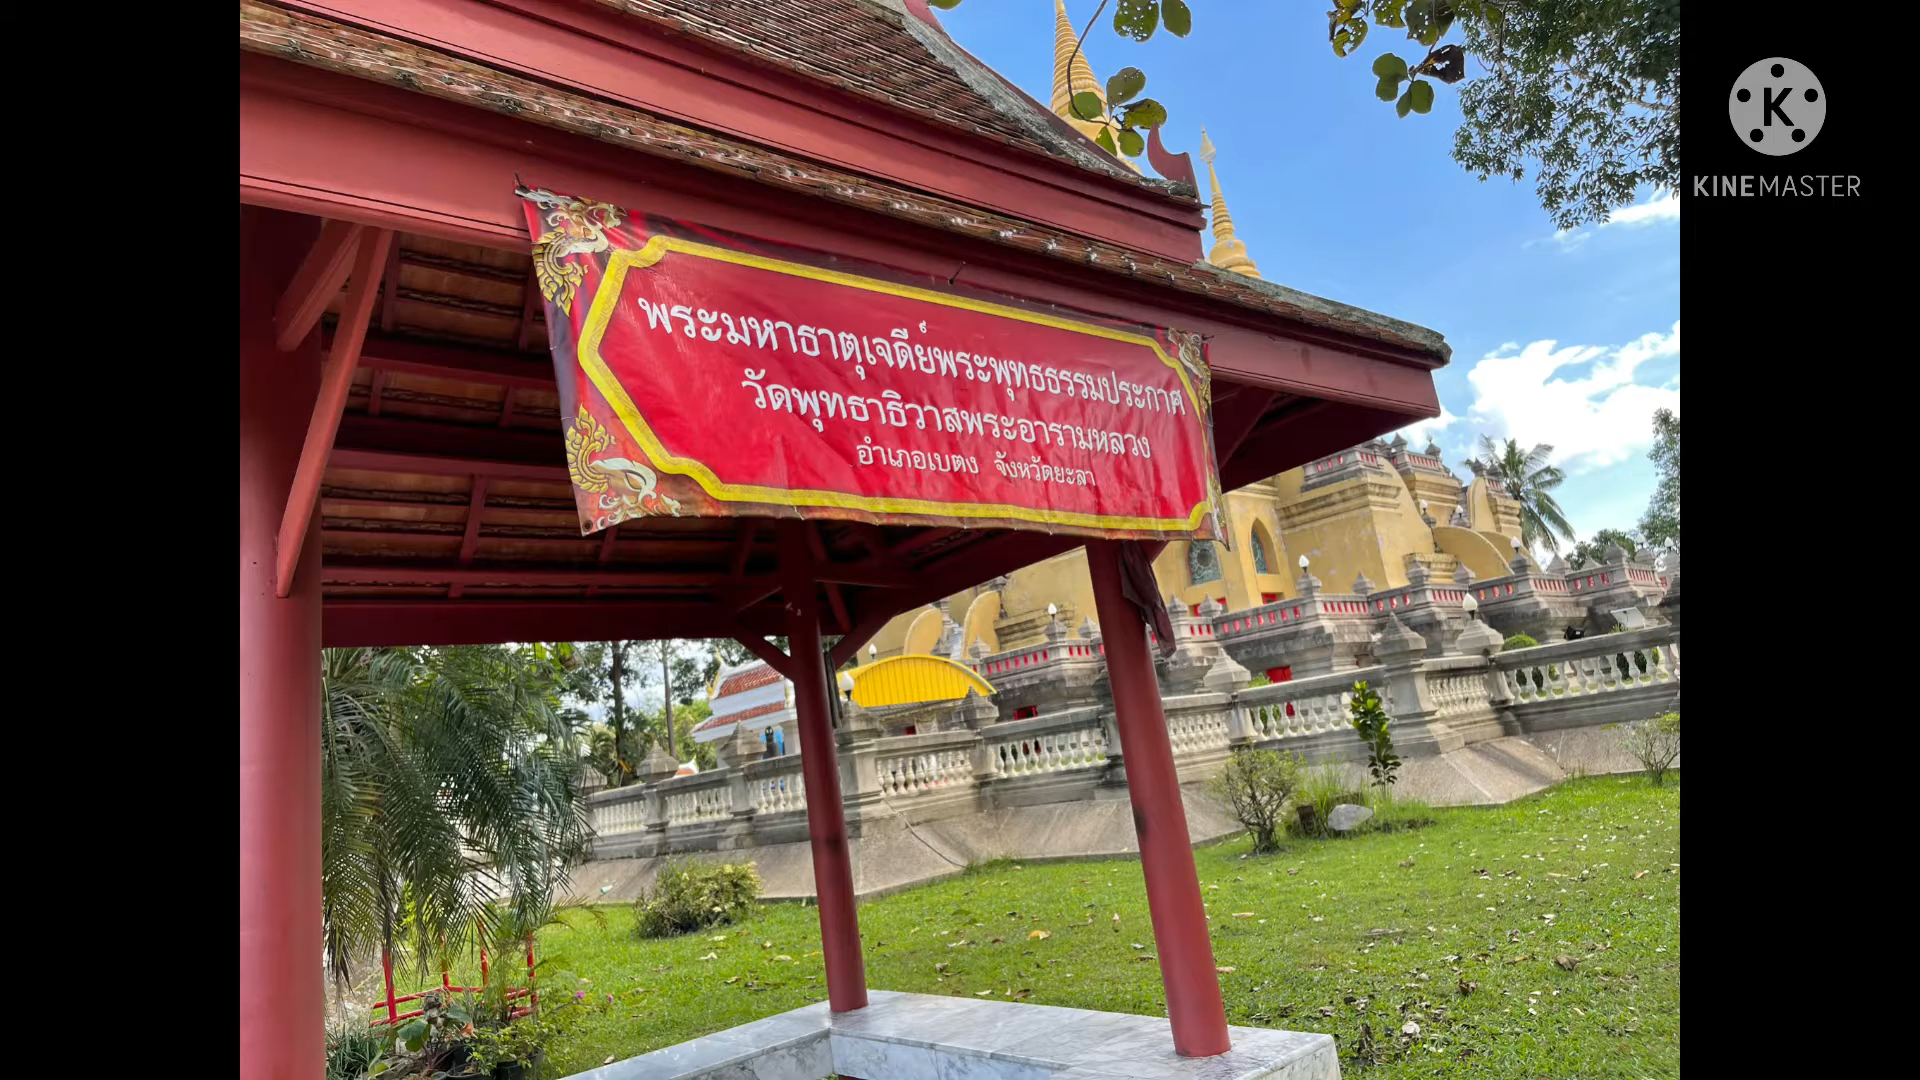 พระมหาธาตุเจดีย์พระพุทธธรรมประกาศ
วัดพุทธาธิวาสพระอารามหลวง
อำเภอเบตง จังหวัดยะลา
K
KINEMASTER